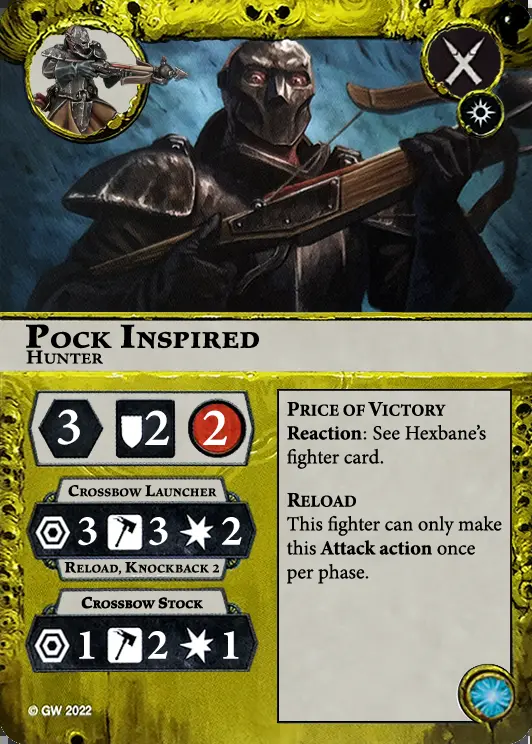 Pock Inspired
Hunter
3 2 2
Crossbow Launcher
3 3 2
Reload, Knockback 2
Crossbow Stock
1 2 1
Price of Victory
Reaction: See Hexbane's
fighter card.
Reload
This fighter can only make
this Attack action once
per phase.
© GW 2022